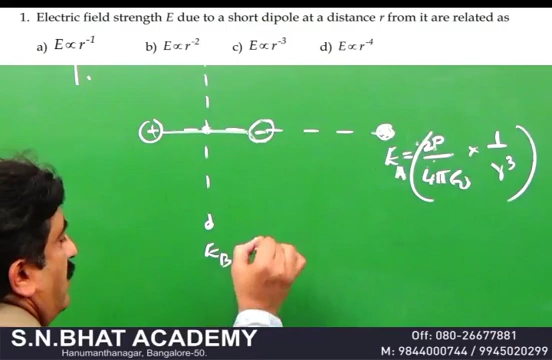 1. Electric field strength E due to a short dipole at a distance r from it are related as
a) E ∝ r⁻¹ b) E ∝ r⁻² c) E ∝ r⁻³ d) E ∝ r⁻⁴
1.
+ −
E_A = (2P/4πε₀ × 1/r³)
E_B
S.N.BHAT ACADEMY
Hanumanthanagar, Bangalore-50.
Off: 080-26677881
M: 9844000744 / 9945020299